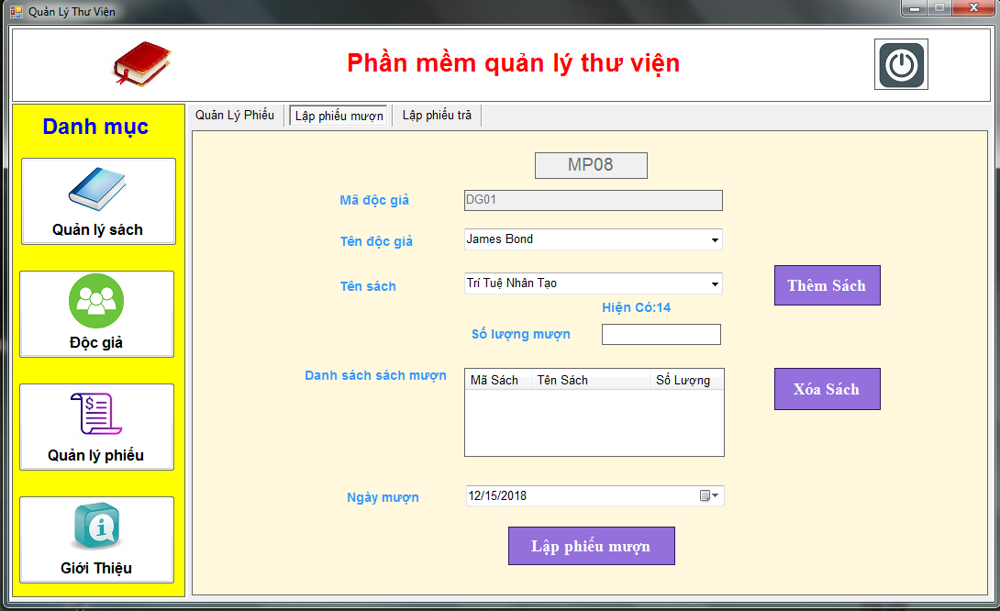 Quản Lý Thư Viện
Phần mềm quản lý thư viện
Danh mục
Quản lý sách
Độc giả
$
Quản lý phiếu
i
Giới Thiệu
Quản Lý Phiếu
Lập phiếu mượn
Lập phiếu trả
MP08
Mã độc giả
DG01
Tên độc giả
James Bond
Tên sách
Trí Tuệ Nhân Tạo
Thêm Sách
Hiện Có:14
Số lượng mượn
Danh sách sách mượn
Mã Sách Tên Sách Số Lượng
Xóa Sách
Ngày mượn
12/15/2018
Lập phiếu mượn